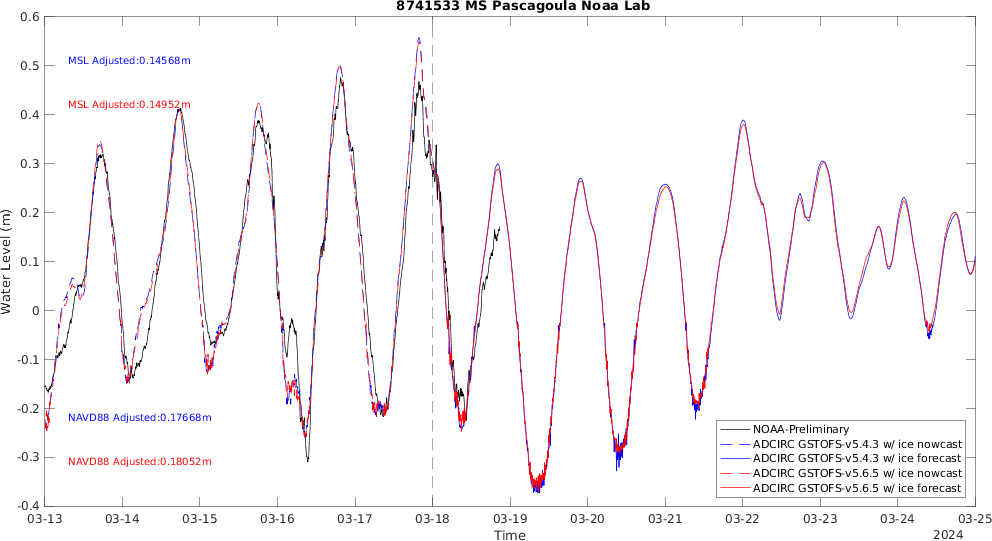 8741533 MS Pascagoula Noaa Lab
0.6
0.5
0.4
0.3
0.2
0.1
0
-0.1
-0.2
-0.3
-0.4
Water Level (m)
MSL Adjusted:0.14568m
MSL Adjusted:0.14952m
NAVD88 Adjusted:0.17668m
NAVD88 Adjusted:0.18052m
NOAA-Preliminary
ADCIRC GSTOFS-v5.4.3 w/ ice nowcast
ADCIRC GSTOFS-v5.4.3 w/ ice forecast
ADCIRC GSTOFS-v5.6.5 w/ ice nowcast
ADCIRC GSTOFS-v5.6.5 w/ ice forecast
03-13 03-14 03-15 03-16 03-17 03-18 03-19 03-20 03-21 03-22 03-23 03-24 03-25
Time
2024